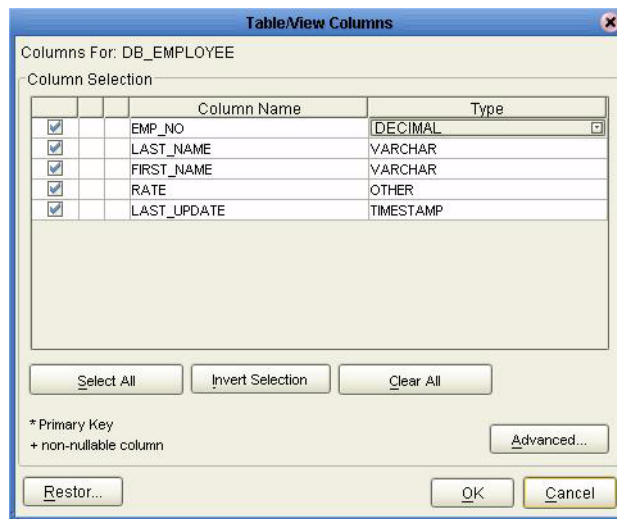 Table/View Columns
Columns For: DB_EMPLOYEE
Column Selection
Column Name Type
EMP_NO DECIMAL
LAST_NAME VARCHAR
FIRST_NAME VARCHAR
RATE OTHER
LAST_UPDATE TIMESTAMP
Select All Invert Selection Clear All
* Primary Key
+ non-nullable column
Advanced...
Restor... OK Cancel